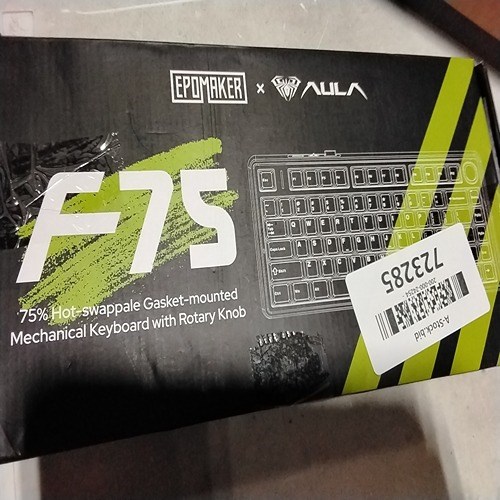 EPOMAKER x AULA
F75
75% Hot-swappale Gasket-mounted
Mechanical Keyboard with Rotary Knob
723285
A-Stock.bid